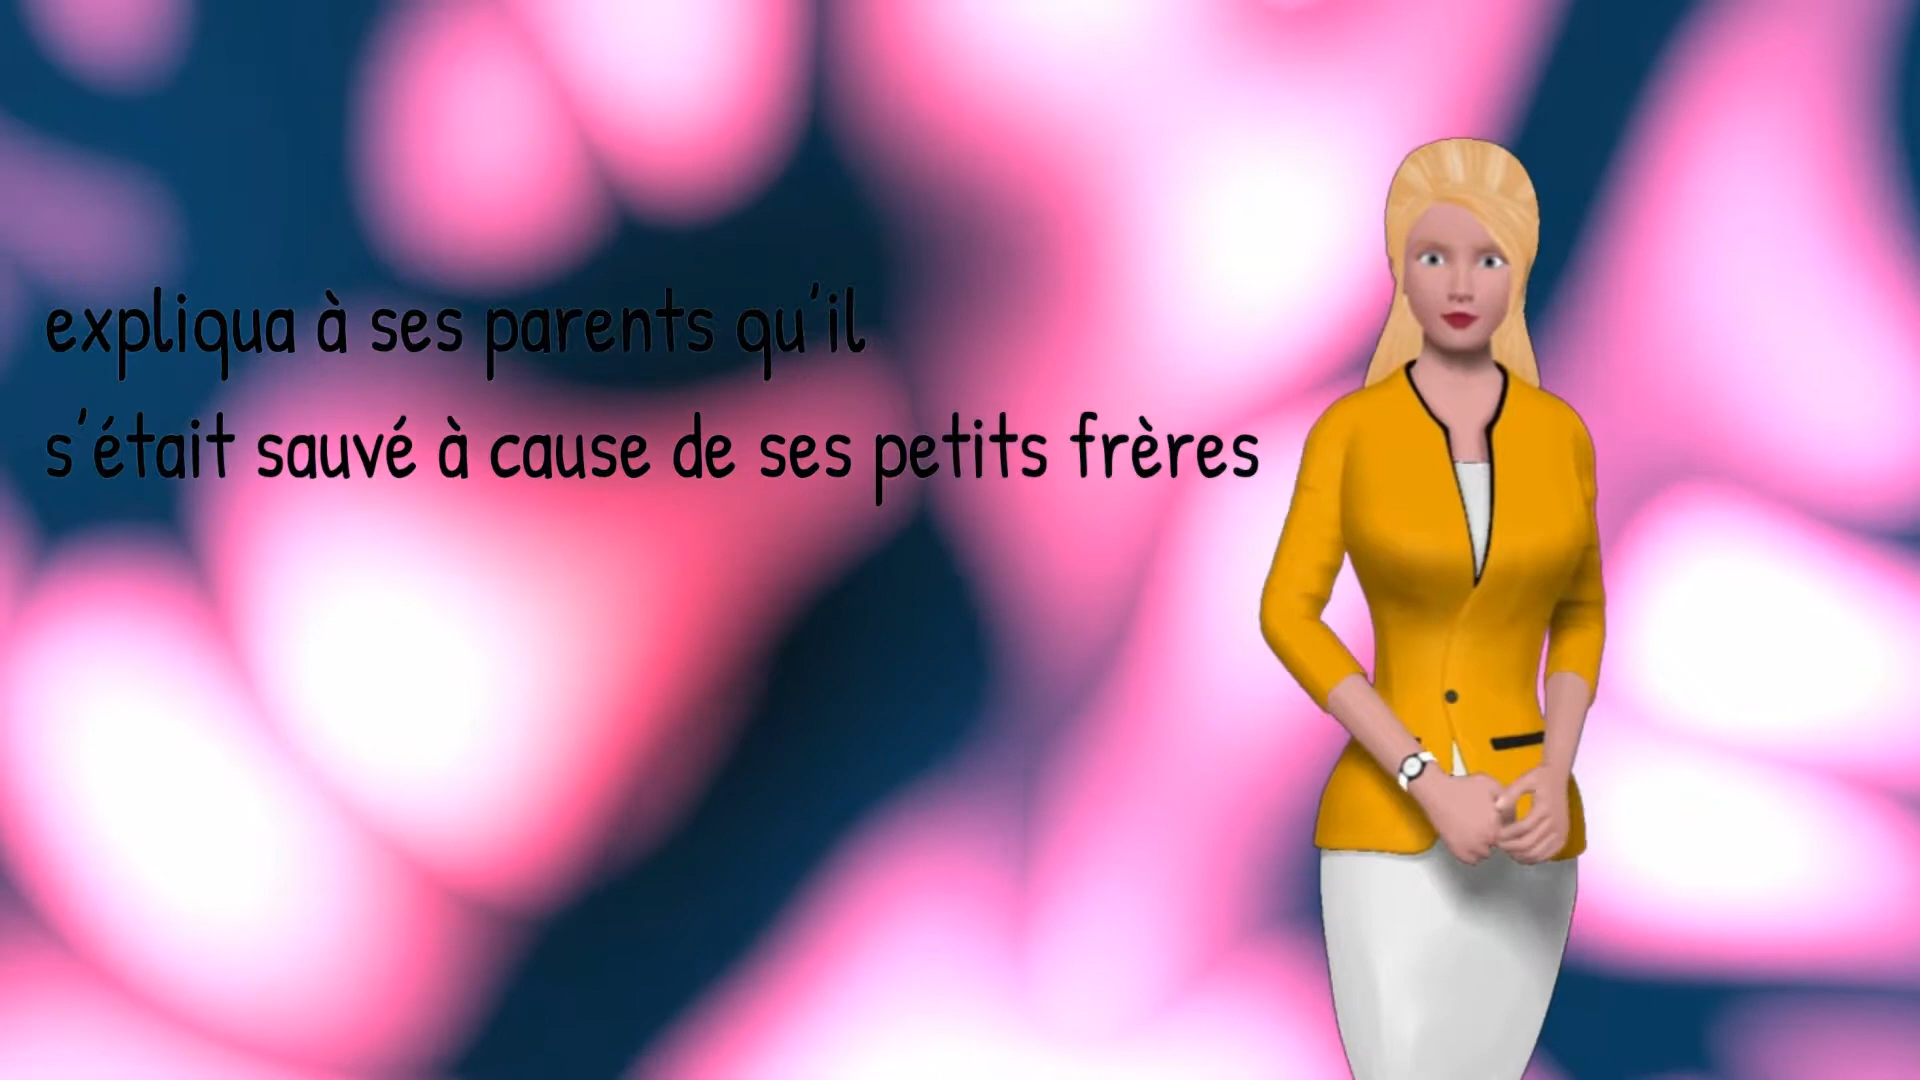 expliqua à ses parents qu'il
s'était sauvé à cause de ses petits frères